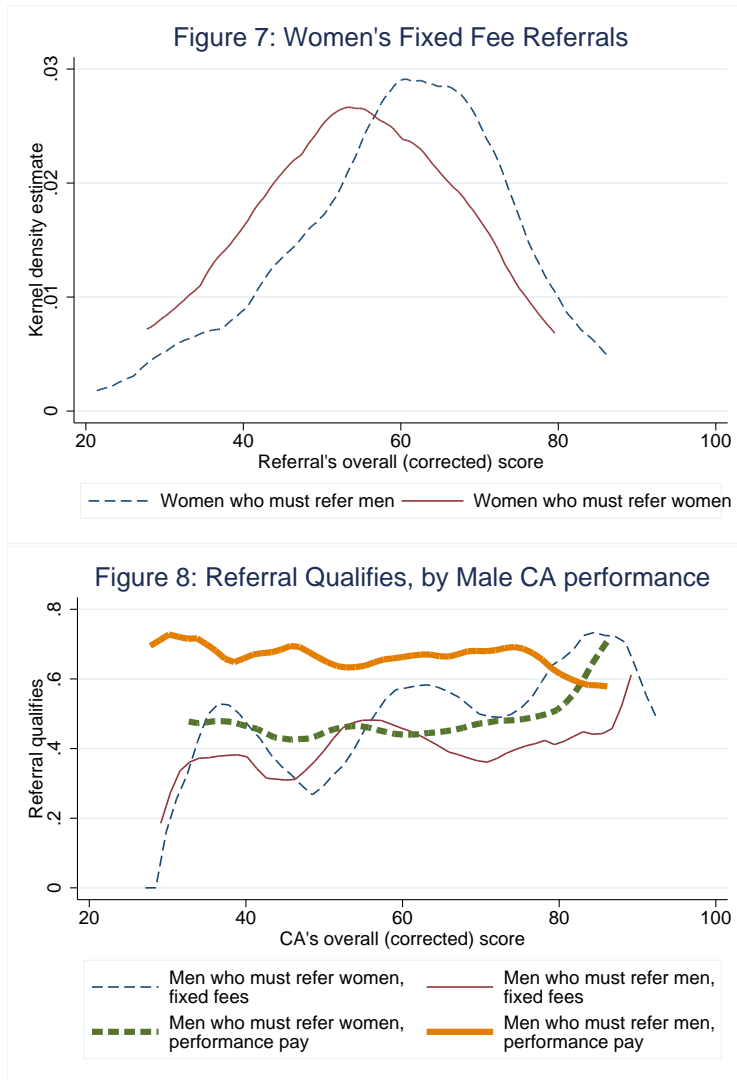 Figure 7: Women's Fixed Fee Referrals
Kernel density estimate
0
.01
.02
.03
20
40
60
80
100
Referral's overall (corrected) score
Women who must refer men
Women who must refer women
Figure 8: Referral Qualifies, by Male CA performance
Referral qualifies
0
.2
.4
.6
.8
20
40
60
80
100
CA's overall (corrected) score
Men who must refer women,
fixed fees
Men who must refer men,
fixed fees
Men who must refer women,
performance pay
Men who must refer men,
performance pay